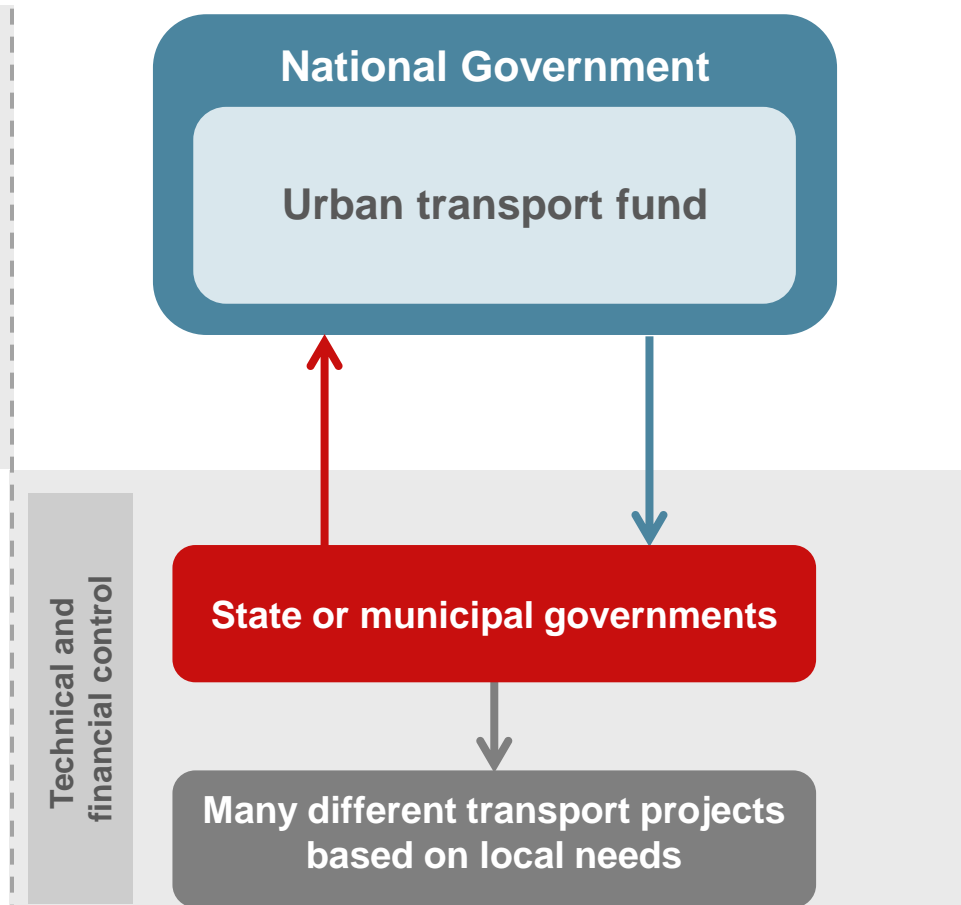 National Government
Urban transport fund
State or municipal governments
Technical and
financial control
Many different transport projects
based on local needs